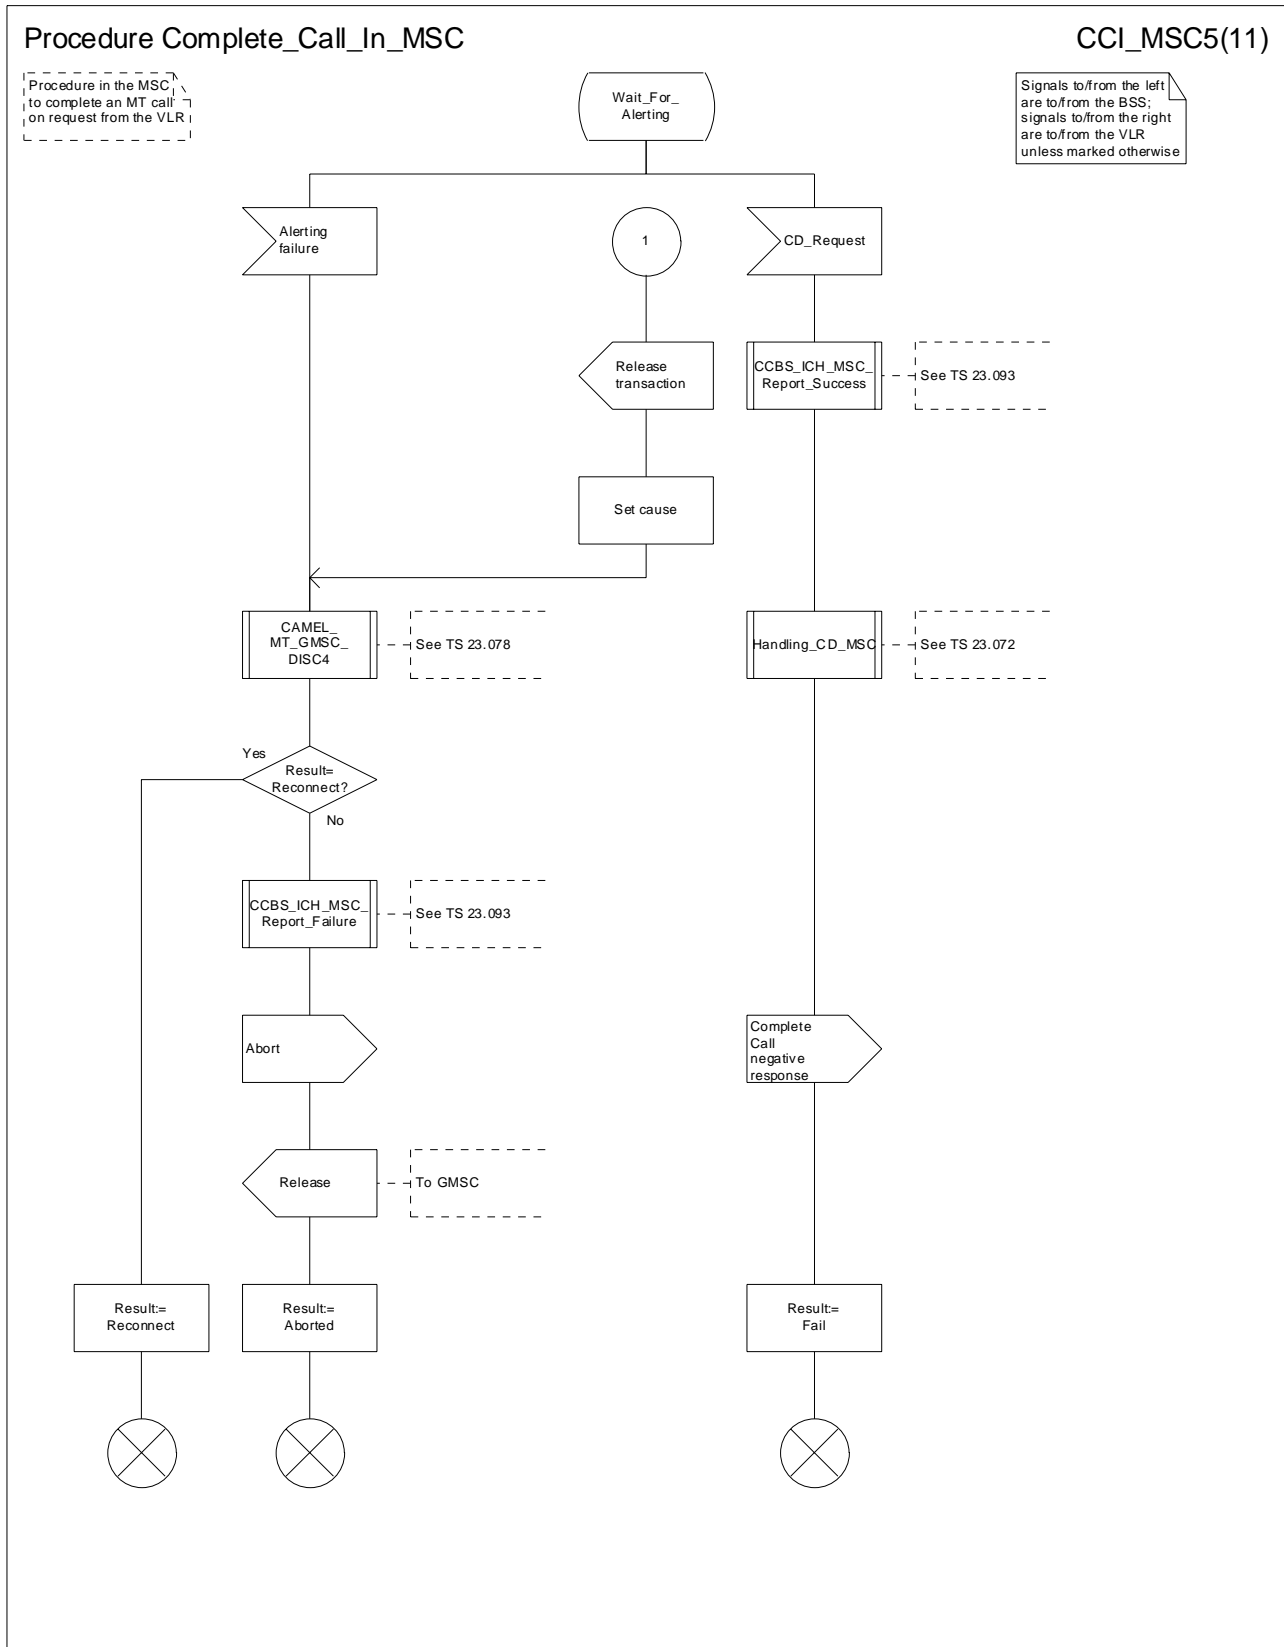 Procedure Complete_Call_In_MSC
CCI_MSC5(11)
Procedure in the MSC
to complete an MT call
on request from the VLR
Wait_For_
Alerting
Signals to/from the left
are to/from the BSS;
signals to/from the right
are to/from the VLR
unless marked otherwise
Alerting
failure
1
CD_Request
Release
transaction
CCBS_ICH_MSC_
Report_Success
See TS 23.093
Set cause
CAMEL_
MT_GMSC_
DISC4
See TS 23.078
Handling_CD_MSC
See TS 23.072
Yes
Result=
Reconnect?
No
CCBS_ICH_MSC_
Report_Failure
See TS 23.093
Abort
Complete
Call
negative
response
Release
To GMSC
Result:=
Reconnect
Result:=
Aborted
Result:=
Fail